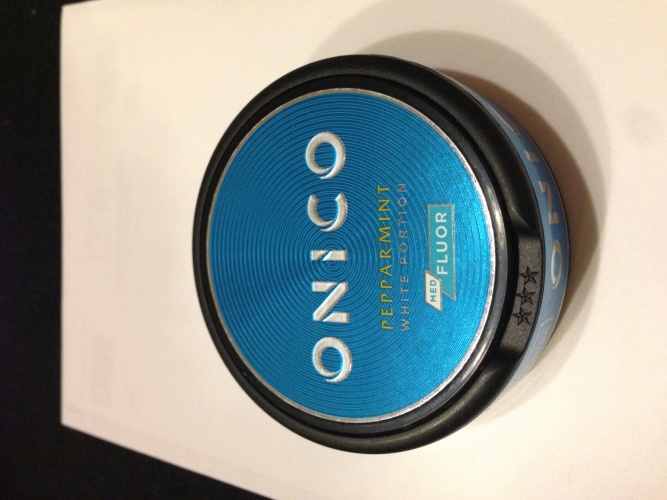 ONICO
PEPPARMINT
WHITE PORTION
MED
FLUOR